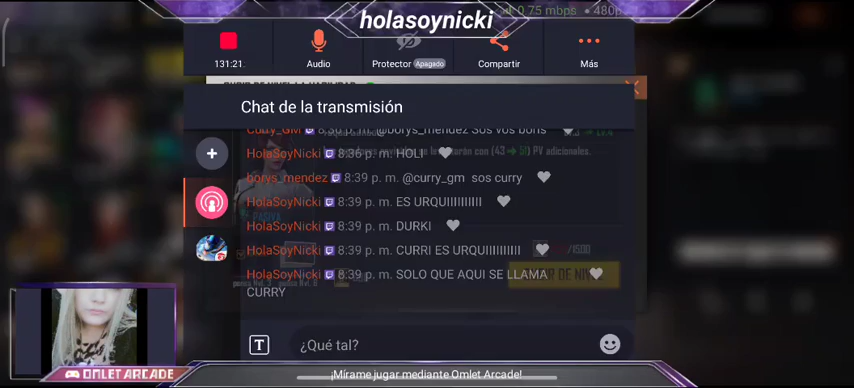 holasoynicki
0.75 mbps • 480p
131:21
Audio
Protector Apagado
Compartir
Más
Chat de la transmisión
Curry_GM 8:36 p. m. @borys_mendez Sos vos boris
HolaSoyNicki 8:36 p. m. HOLI
borys_mendez 8:39 p. m. @curry_gm sos curry
HolaSoyNicki 8:39 p. m. ES URQUIIIIIIIIII
HolaSoyNicki 8:39 p. m. DURKI
HolaSoyNicki 8:39 p. m. CURRI ES URQUIIIIIIIIII
HolaSoyNicki 8:39 p. m. SOLO QUE AQUI SE LLAMA
CURRY
T ¿Qué tal?
OMLET ARCADE
¡Mírame jugar mediante Omlet Arcade!